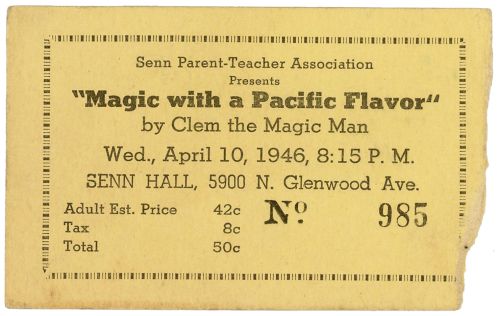 Senn Parent-Teacher Association
Presents
"Magic with a Pacific Flavor"
by Clem the Magic Man
Wed., April 10, 1946, 8:15 P. M.
SENN HALL, 5900 N. Glenwood Ave.
Adult Est. Price 42c No. 985
Tax 8c
Total 50c